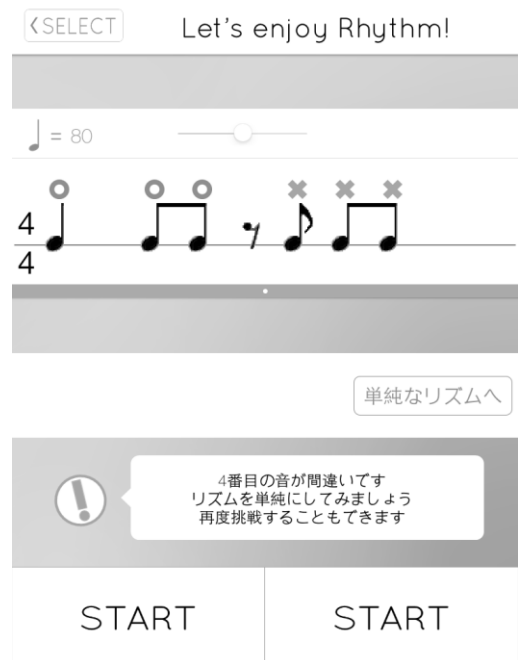 SELECT
Let's enjoy Rhythm!
= 80
4
4
単純なリズムへ
4番目の音が間違いです
リズムを単純にしてみましょう
再度挑戦することもできます
START
START